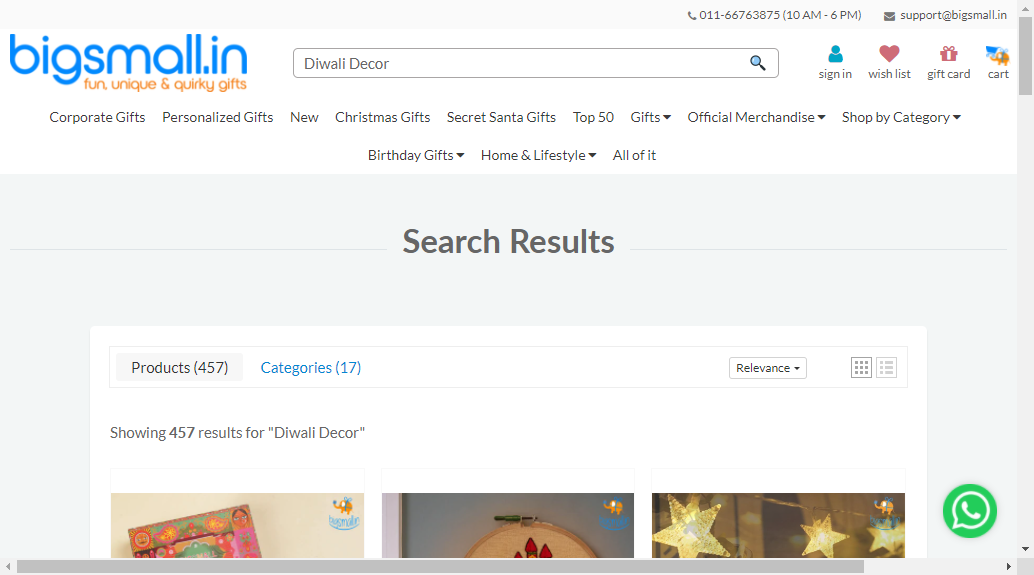 011-66763875 (10 AM - 6 PM) support@bigsmall.in
bigsmall.in
fun, unique & quirky gifts
Diwali Decor
sign in wish list gift card cart
Corporate Gifts Personalized Gifts New Christmas Gifts Secret Santa Gifts Top 50 Gifts Official Merchandise Shop by Category
Birthday Gifts Home & Lifestyle All of it
Search Results
Products (457) Categories (17) Relevance
Showing 457 results for "Diwali Decor"
bigsmall.in